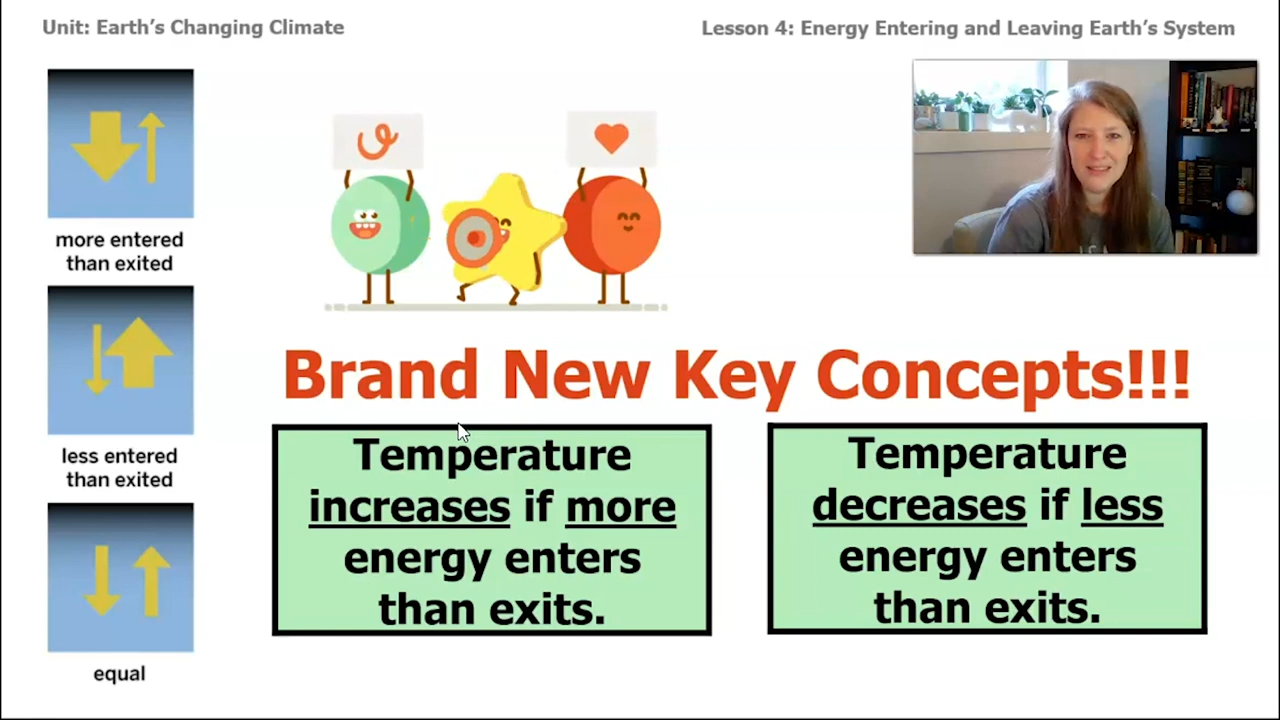 Unit: Earth's Changing Climate
Lesson 4: Energy Entering and Leaving Earth's System
more entered
than exited
less entered
than exited
equal
Brand New Key Concepts!!!
Temperature
increases if more
energy enters
than exits.
Temperature
decreases if less
energy enters
than exits.